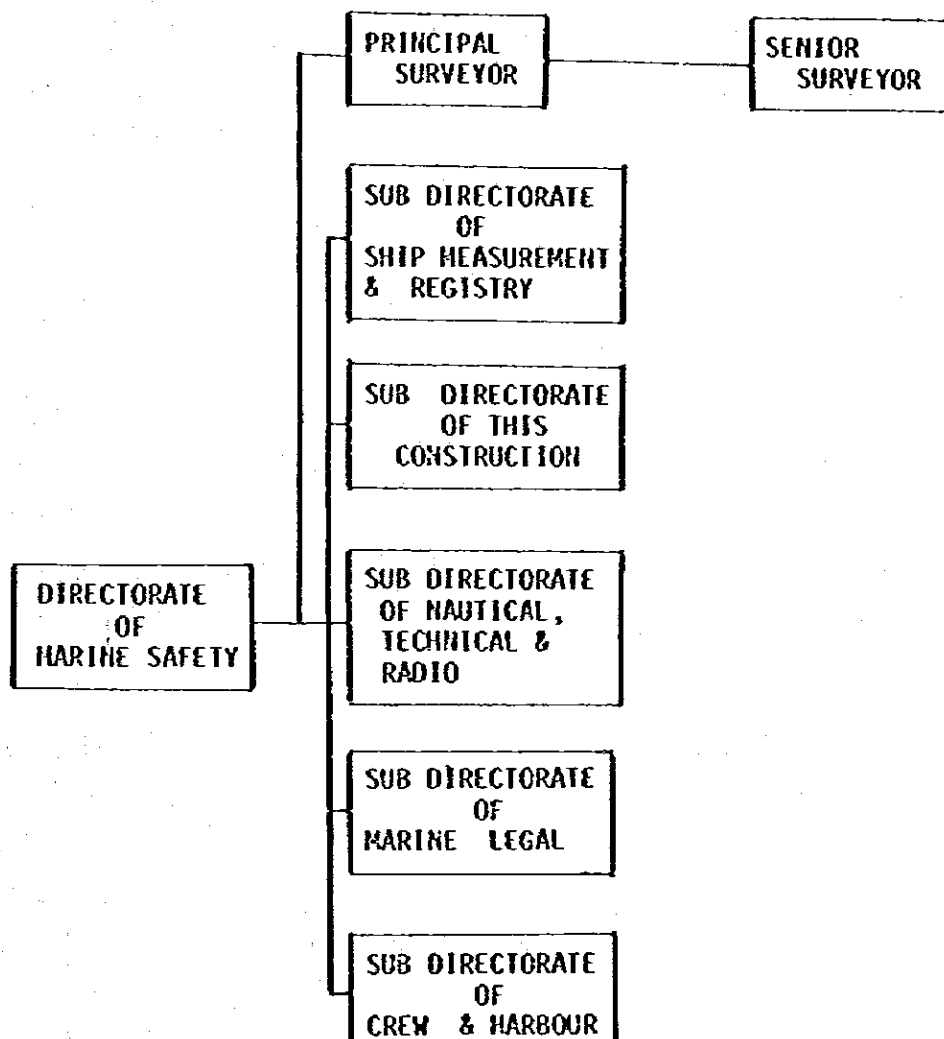 PRINCIPAL
SURVEYOR
SENIOR
SURVEYOR
SUB DIRECTORATE
OF
SHIP MEASUREMENT
& REGISTRY
SUB DIRECTORATE
OF THIS
CONSTRUCTION
DIRECTORATE
OF
MARINE SAFETY
SUB DIRECTORATE
OF NAUTICAL,
TECHNICAL &
RADIO
SUB DIRECTORATE
OF
MARINE LEGAL
SUB DIRECTORATE
OF
CREW & HARBOUR